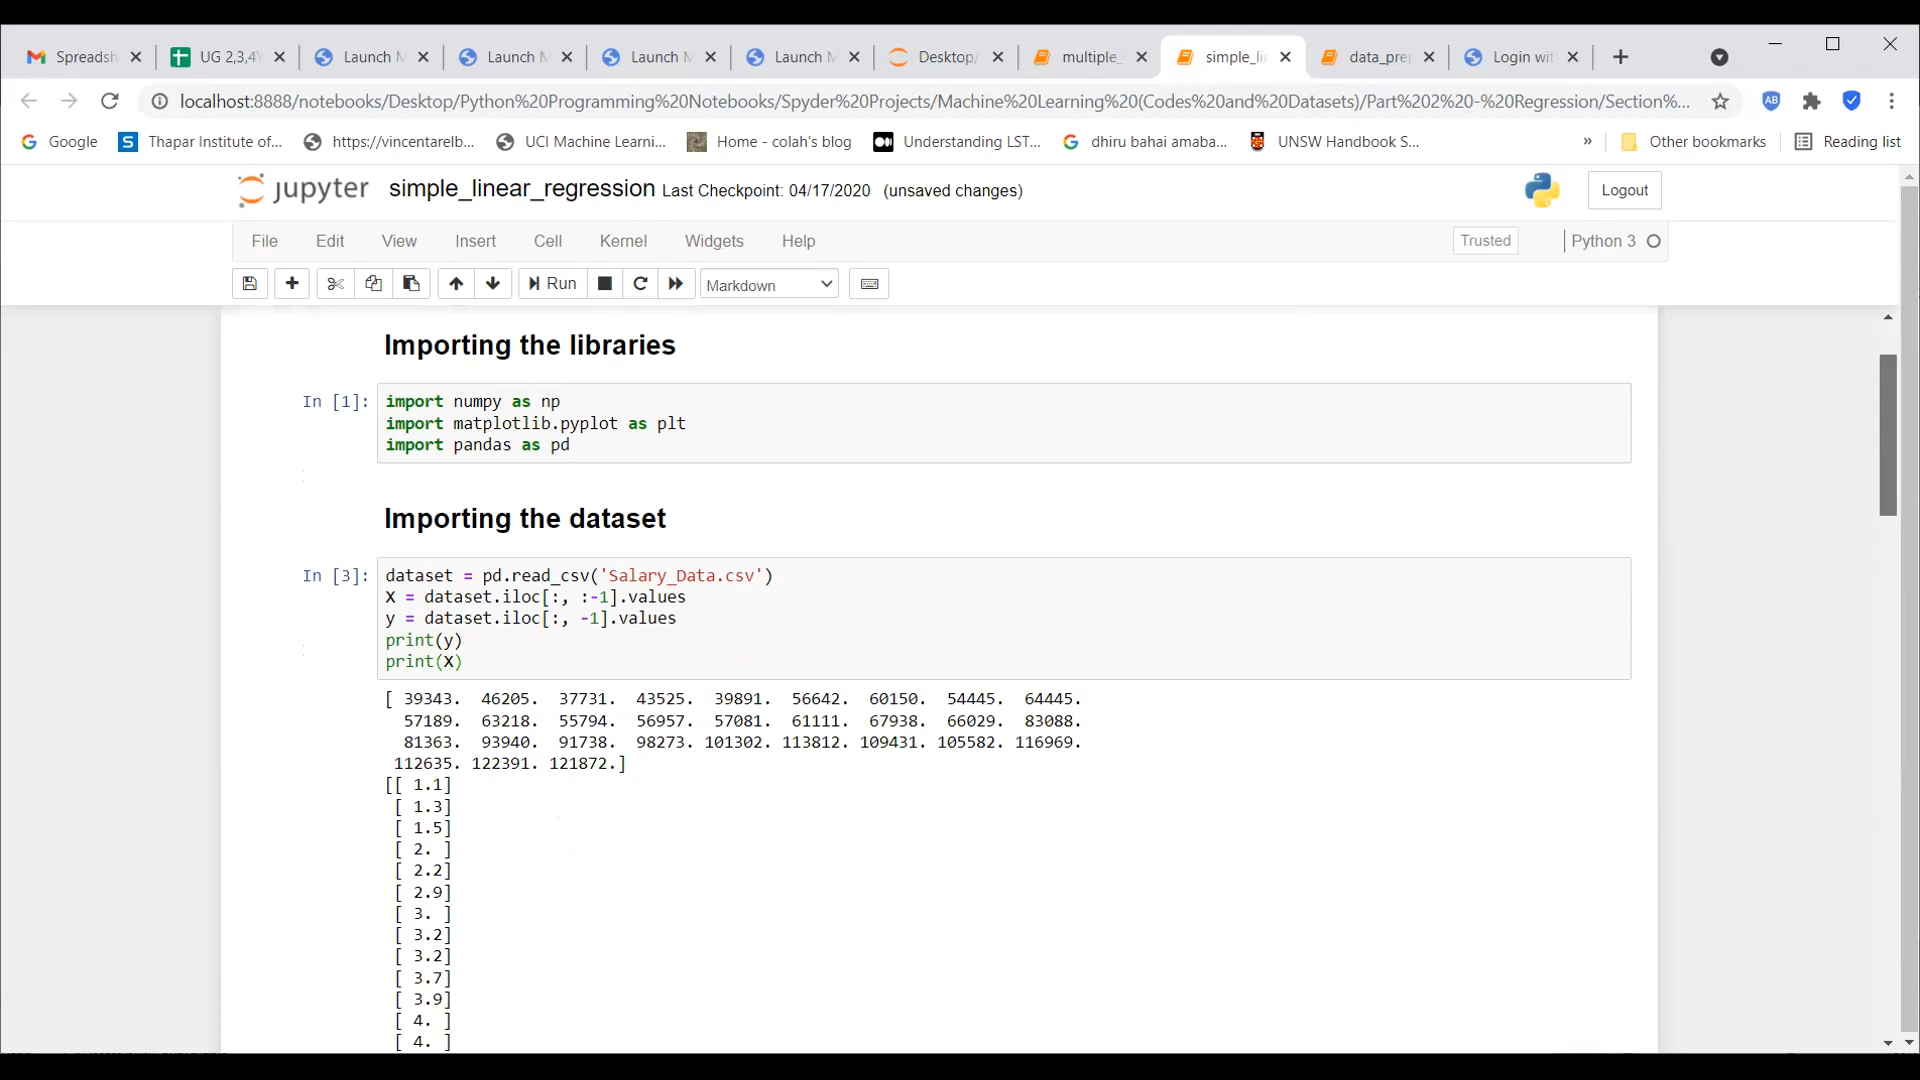 Spreadsh
UG 2,3,4Y
Launch M
Launch M
Launch M
Launch M
Desktop/
multiple_
simple_lin
data_prep
Login wit
localhost:8888/notebooks/Desktop/Python%20Programming%20Notebooks/Spyder%20Projects/Machine%20Learning%20(Codes%20and%20Datasets)/Part%202%20-%20Regression/Section%...
AB
Google
S
Thapar Institute of...
https://vincentarelb...
UCI Machine Learni...
Home - colah's blog
Understanding LST...
dhiru bahai amaba...
UNSW Handbook S...
»
Other bookmarks
Reading list
jupyter simple_linear_regression Last Checkpoint: 04/17/2020 (unsaved changes)
Logout
File Edit View Insert Cell Kernel Widgets Help
Trusted
Python 3
Run
Markdown
Importing the libraries
In [1]: import numpy as np
import matplotlib.pyplot as plt
import pandas as pd
Importing the dataset
In [3]: dataset = pd.read_csv('Salary_Data.csv')
X = dataset.iloc[:, :-1].values
y = dataset.iloc[:, -1].values
print(y)
print(X)
[ 39343. 46205. 37731. 43525. 39891. 56642. 60150. 54445. 64445.
57189. 63218. 55794. 56957. 57081. 61111. 67938. 66029. 83088.
81363. 93940. 91738. 98273. 101302. 113812. 109431. 105582. 116969.
112635. 122391. 121872.]
[[ 1.1]
[ 1.3]
[ 1.5]
[ 2. ]
[ 2.2]
[ 2.9]
[ 3. ]
[ 3.2]
[ 3.2]
[ 3.7]
[ 3.9]
[ 4. ]
[ 4. ]